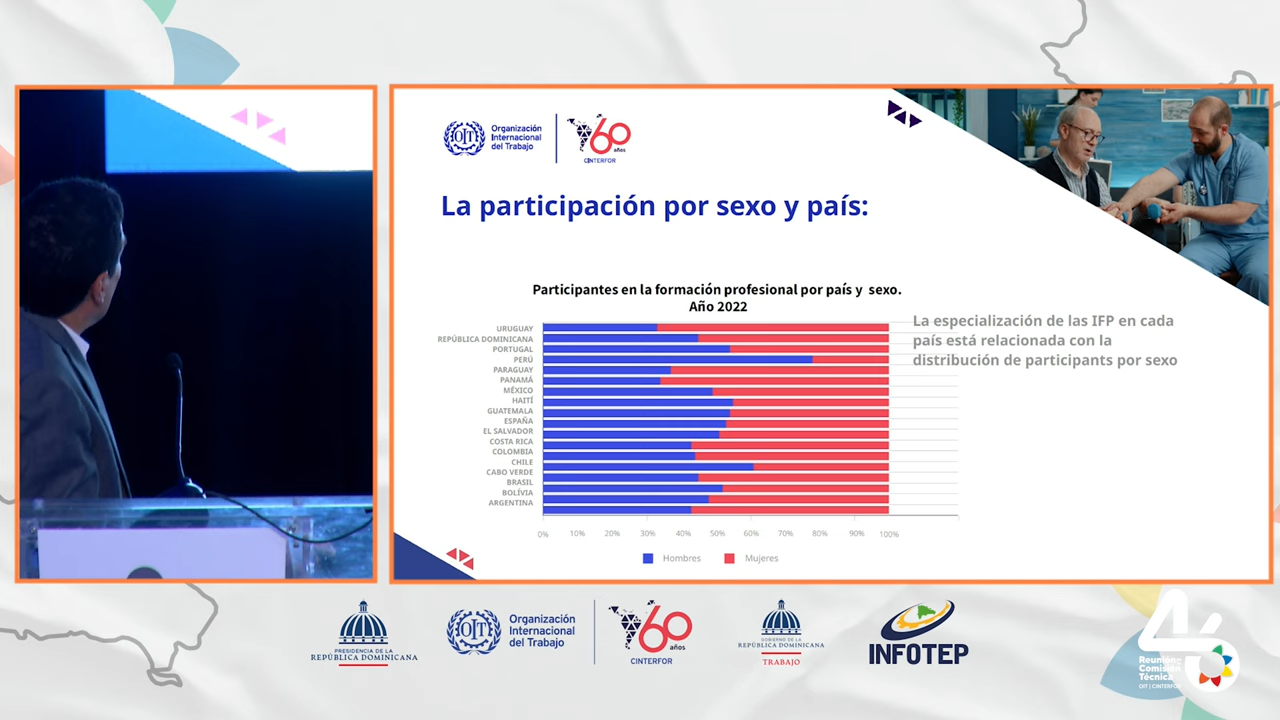 Organización
Internacional
del Trabajo
60
años
CINTERFOR
La participación por sexo y país:
Participantes en la formación profesional por país y sexo.
Año 2022
URUGUAY
REPÚBLICA DOMINICANA
PORTUGAL
PERÚ
PARAGUAY
PANAMÁ
MÉXICO
HAITÍ
GUATEMALA
ESPAÑA
EL SALVADOR
COSTA RICA
COLOMBIA
CHILE
CABO VERDE
BRASIL
BOLÍVIA
ARGENTINA
0% 10% 20% 30% 40% 50% 60% 70% 80% 90% 100%
Hombres Mujeres
La especialización de las IFP en cada
país está relacionada con la
distribución de participants por sexo
PRESIDENCIA DE LA
REPÚBLICA DOMINICANA
OIT
Organización
Internacional
del Trabajo
60
años
CINTERFOR
GOBIERNO DE LA
REPÚBLICA DOMINICANA
TRABAJO
INFOTEP
46
Reunión
Comisión
Técnica
OIT | CINTERFOR